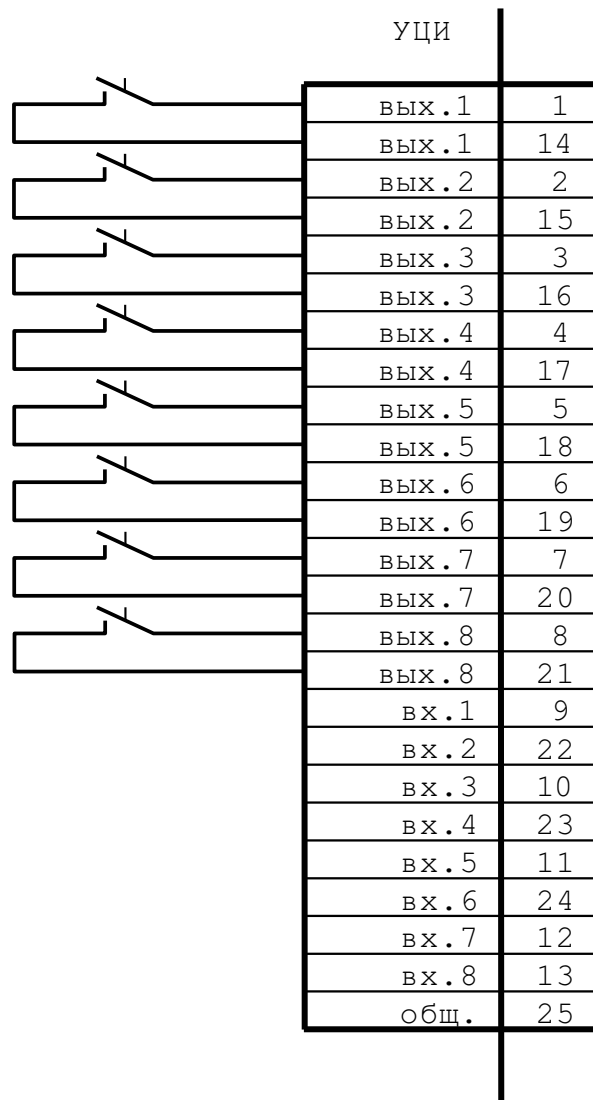 УЦИ
вых.1 1
вых.1 14
вых.2 2
вых.2 15
вых.3 3
вых.3 16
вых.4 4
вых.4 17
вых.5 5
вых.5 18
вых.6 6
вых.6 19
вых.7 7
вых.7 20
вых.8 8
вых.8 21
вх.1 9
вх.2 22
вх.3 10
вх.4 23
вх.5 11
вх.6 24
вх.7 12
вх.8 13
общ. 25